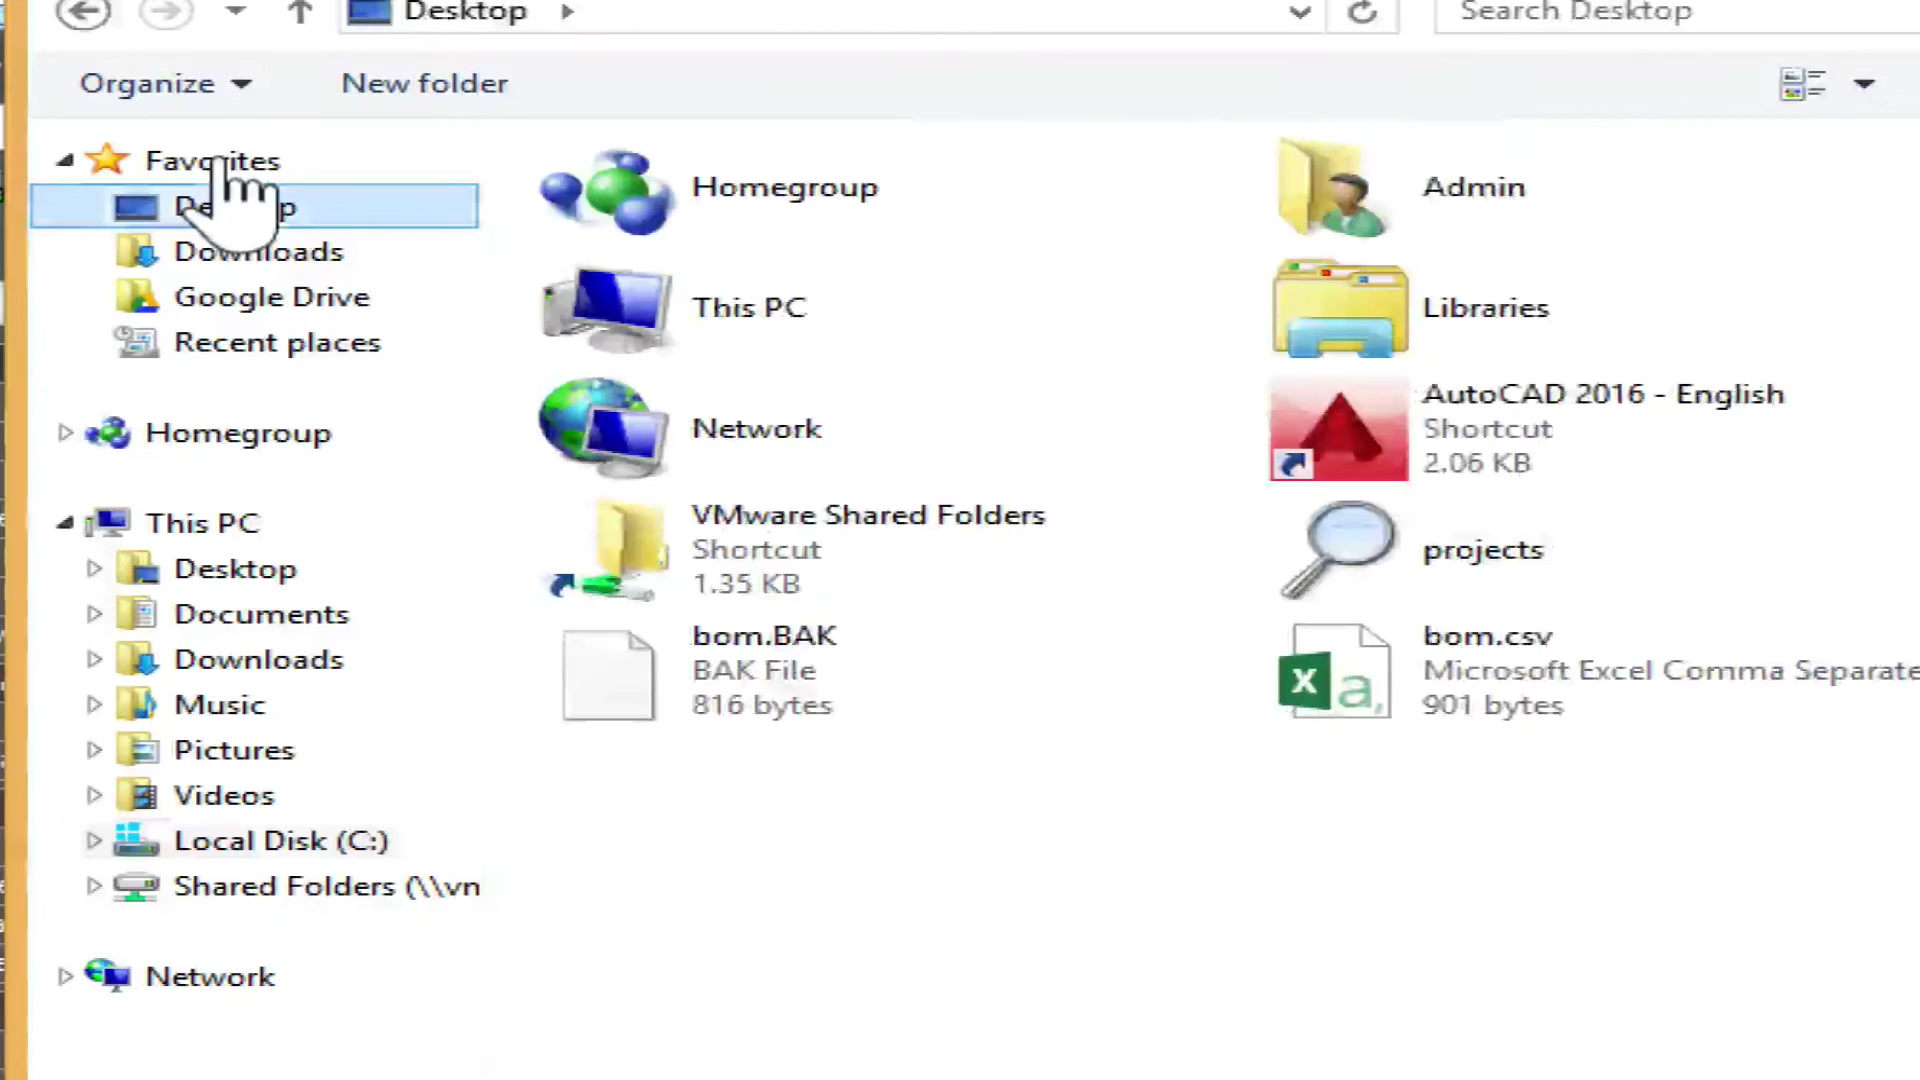 Desktop
Search Desktop
Organize
New folder
Favorites
Downloads
Google Drive
Recent places
Homegroup
This PC
Desktop
Documents
Downloads
Music
Pictures
Videos
Local Disk (C:)
Shared Folders (\\vn
Network
Homegroup
Admin
This PC
Libraries
Network
AutoCAD 2016 - English
Shortcut
2.06 KB
VMware Shared Folders
Shortcut
1.35 KB
projects
bom.BAK
BAK File
816 bytes
bom.csv
Microsoft Excel Comma Separate
901 bytes